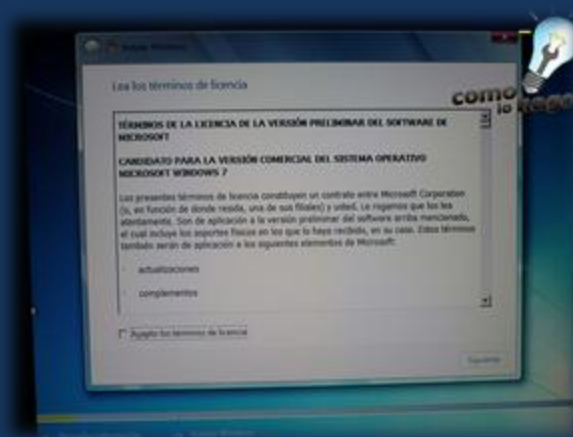 Instalar Windows
como
lo hago
Lea los términos de licencia
TÉRMINOS DE LA LICENCIA DE LA VERSIÓN PRELIMINAR DEL SOFTWARE DE
MICROSOFT
CANDIDATO PARA LA VERSIÓN COMERCIAL DEL SISTEMA OPERATIVO
MICROSOFT WINDOWS 7
Los presentes términos de licencia constituyen un contrato entre Microsoft Corporation
(o, en función de donde resida, una de sus filiales) y usted. Le rogamos que los lea
atentamente. Son de aplicación a la versión preliminar del software arriba mencionado,
el cual incluye los soportes físicos en los que lo haya recibido, en su caso. Estos términos
también serán de aplicación a los siguientes elementos de Microsoft:
· actualizaciones
· complementos
Acepto los términos de licencia
Siguiente